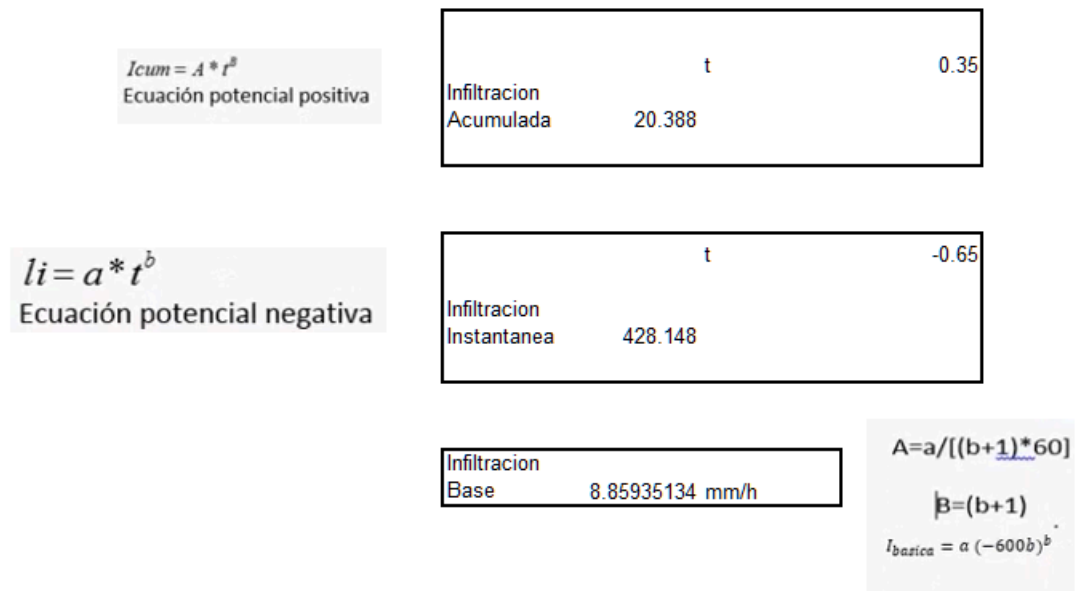 Icum = A * t^B
Ecuación potencial positiva
t 0.35
Infiltracion
Acumulada 20.388
li = a * t^b
Ecuación potencial negativa
t -0.65
Infiltracion
Instantanea 428.148
Infiltracion
Base 8.85935134 mm/h
A=a/[(b+1)*60]
B=(b+1)
I_basica = a (-600b)^b